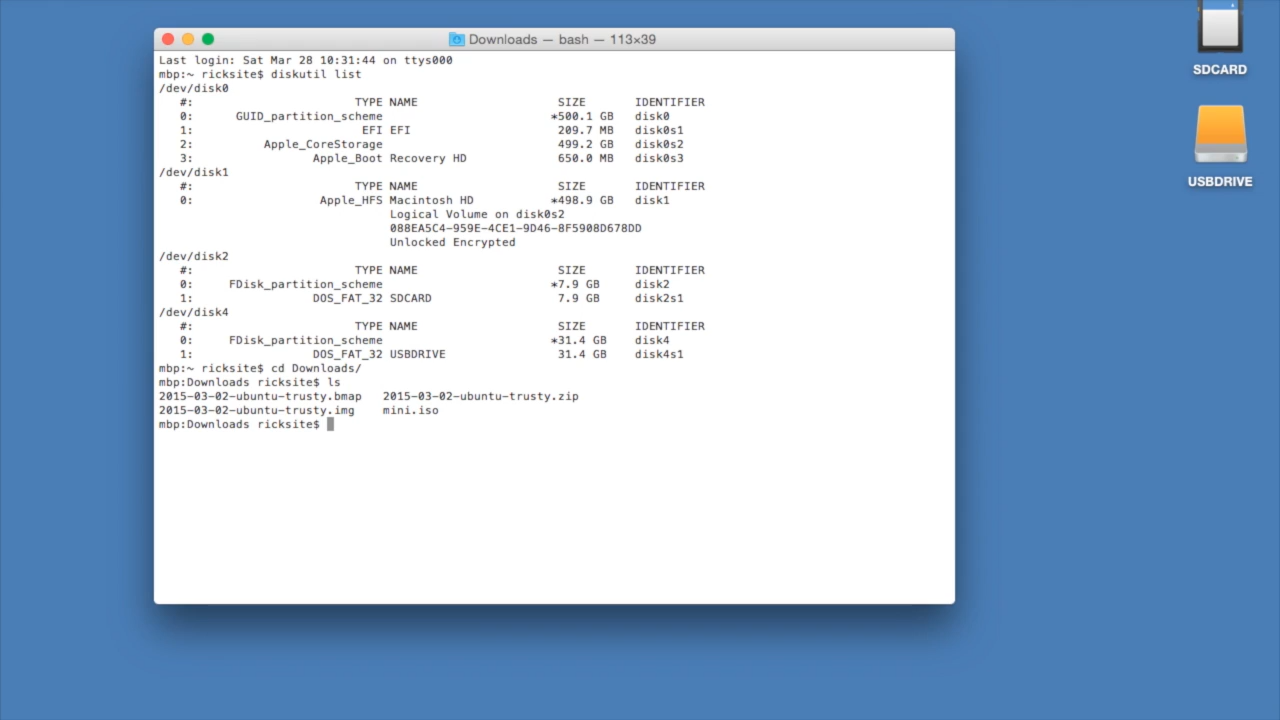 Downloads — bash — 113×39
Last login: Sat Mar 28 10:31:44 on ttys000
mbp:~ ricksite$ diskutil list
/dev/disk0
#: TYPE NAME SIZE IDENTIFIER
0: GUID_partition_scheme *500.1 GB disk0
1: EFI EFI 209.7 MB disk0s1
2: Apple_CoreStorage 499.2 GB disk0s2
3: Apple_Boot Recovery HD 650.0 MB disk0s3
/dev/disk1
#: TYPE NAME SIZE IDENTIFIER
0: Apple_HFS Macintosh HD *498.9 GB disk1
Logical Volume on disk0s2
088EA5C4-959E-4CE1-9D46-8F5908D678DD
Unlocked Encrypted
/dev/disk2
#: TYPE NAME SIZE IDENTIFIER
0: FDisk_partition_scheme *7.9 GB disk2
1: DOS_FAT_32 SDCARD 7.9 GB disk2s1
/dev/disk4
#: TYPE NAME SIZE IDENTIFIER
0: FDisk_partition_scheme *31.4 GB disk4
1: DOS_FAT_32 USBDRIVE 31.4 GB disk4s1
mbp:~ ricksite$ cd Downloads/
mbp:Downloads ricksite$ ls
2015-03-02-ubuntu-trusty.bmap 2015-03-02-ubuntu-trusty.zip
2015-03-02-ubuntu-trusty.img mini.iso
mbp:Downloads ricksite$
SDCARD
USBDRIVE